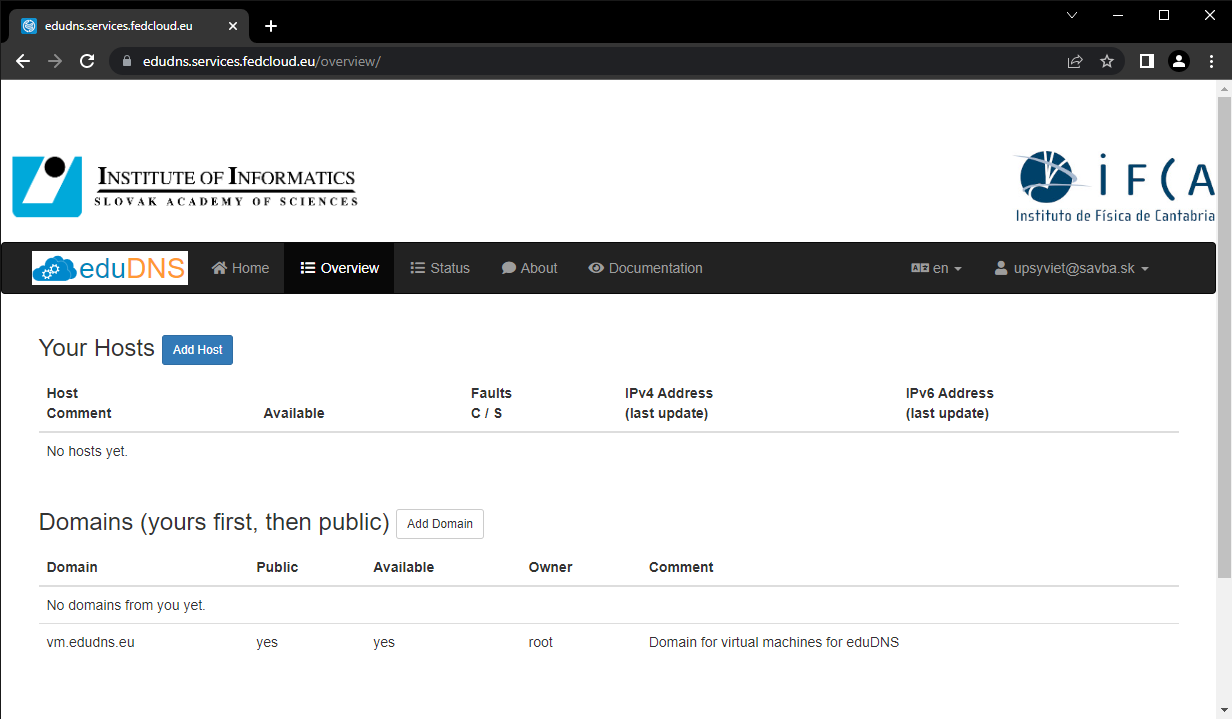 edudns.services.fedcloud.eu
edudns.services.fedcloud.eu/overview/
INSTITUTE OF INFORMATICS
SLOVAK ACADEMY OF SCIENCES
iFCA
Instituto de Física de Cantabria
eduDNS Home Overview Status About Documentation en upsyviet@savba.sk
Your Hosts Add Host
Host Faults IPv4 Address IPv6 Address
Comment Available C / S (last update) (last update)
No hosts yet.
Domains (yours first, then public) Add Domain
Domain Public Available Owner Comment
No domains from you yet.
vm.edudns.eu yes yes root Domain for virtual machines for eduDNS